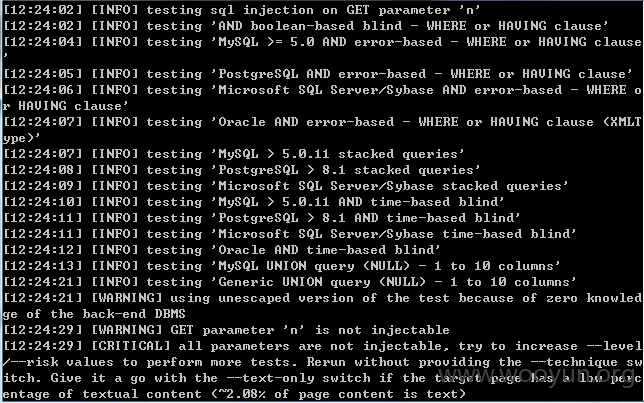 [12:24:02] [INFO] testing sql injection on GET parameter 'n'
[12:24:02] [INFO] testing 'AND boolean-based blind - WHERE or HAVING clause'
[12:24:04] [INFO] testing 'MySQL >= 5.0 AND error-based - WHERE or HAVING clause
'
[12:24:05] [INFO] testing 'PostgreSQL AND error-based - WHERE or HAVING clause'
[12:24:06] [INFO] testing 'Microsoft SQL Server/Sybase AND error-based - WHERE o
r HAVING clause'
[12:24:07] [INFO] testing 'Oracle AND error-based - WHERE or HAVING clause (XMLT
ype)'
[12:24:07] [INFO] testing 'MySQL > 5.0.11 stacked queries'
[12:24:08] [INFO] testing 'PostgreSQL > 8.1 stacked queries'
[12:24:09] [INFO] testing 'Microsoft SQL Server/Sybase stacked queries'
[12:24:10] [INFO] testing 'MySQL > 5.0.11 AND time-based blind'
[12:24:11] [INFO] testing 'PostgreSQL > 8.1 AND time-based blind'
[12:24:11] [INFO] testing 'Microsoft SQL Server/Sybase time-based blind'
[12:24:12] [INFO] testing 'Oracle AND time-based blind'
[12:24:13] [INFO] testing 'MySQL UNION query (NULL) - 1 to 10 columns'
[12:24:21] [INFO] testing 'Generic UNION query (NULL) - 1 to 10 columns'
[12:24:21] [WARNING] using unescaped version of the test because of zero knowled
ge of the back-end DBMS
[12:24:29] [WARNING] GET parameter 'n' is not injectable
[12:24:29] [CRITICAL] all parameters are not injectable, try to increase --level
/--risk values to perform more tests. Rerun without providing the --technique sw
itch. Give it a go with the --text-only switch if the target page has a low perc
entage of textual content (~2.08% of page content is text)
www.wooyun.org